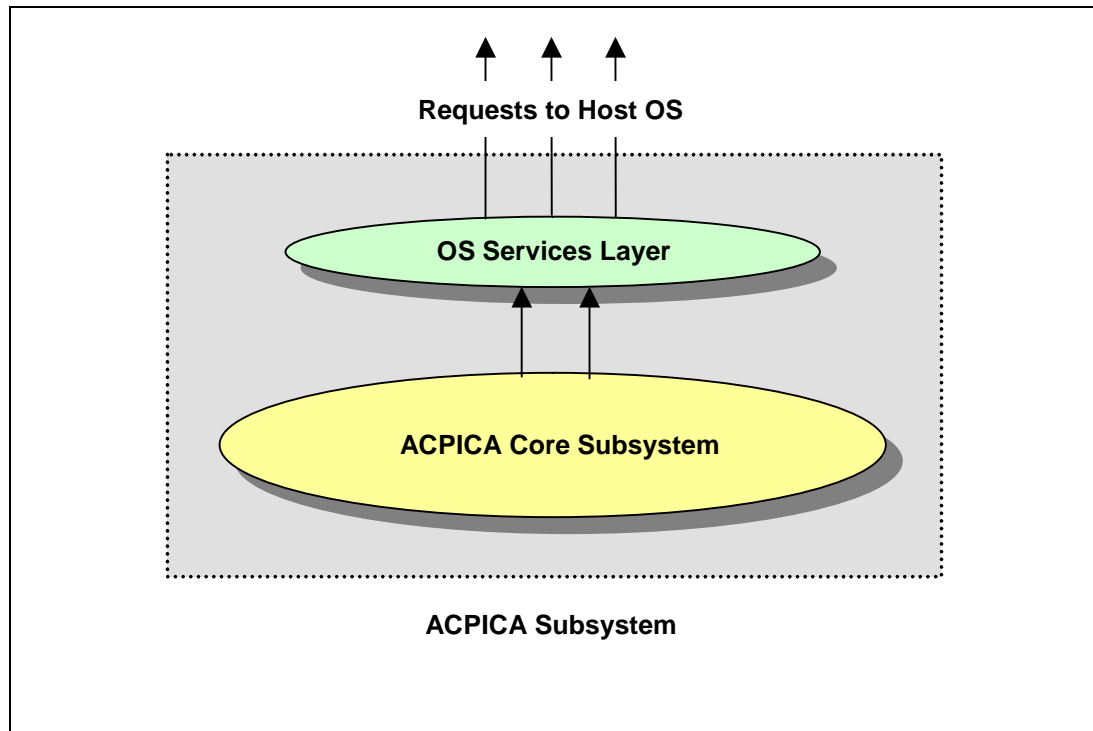 Requests to Host OS
OS Services Layer
ACPICA Core Subsystem
ACPICA Subsystem